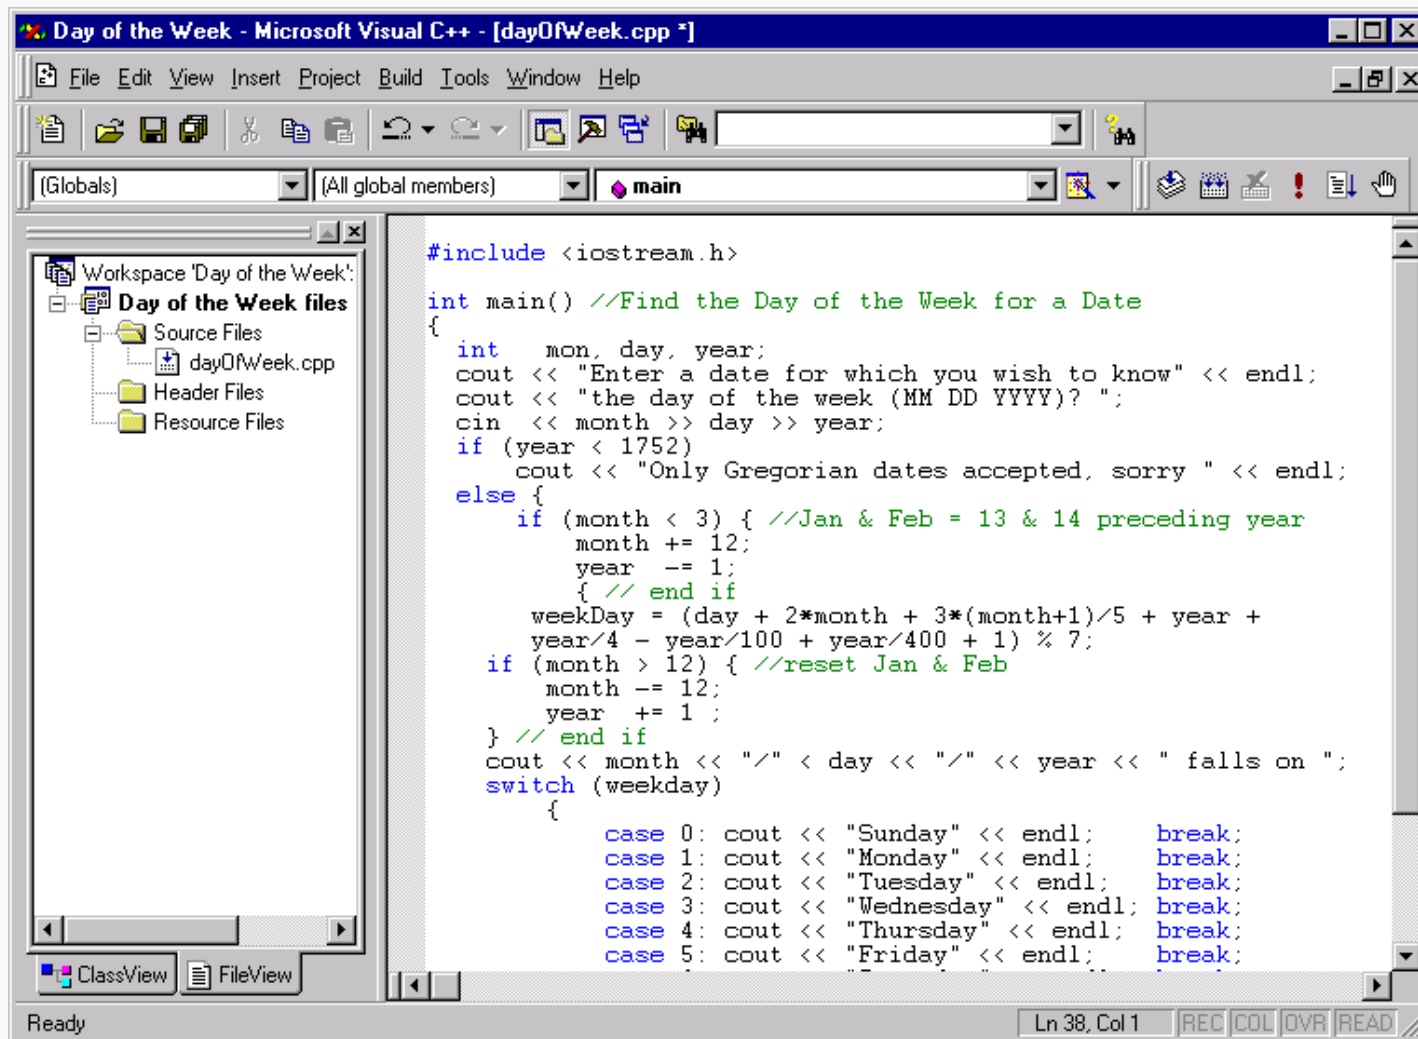 Day of the Week - Microsoft Visual C++ - [dayOfWeek.cpp *]
File Edit View Insert Project Build Tools Window Help
(Globals) (All global members) main
Workspace 'Day of the Week':
Day of the Week files
Source Files
dayOfWeek.cpp
Header Files
Resource Files
ClassView FileView
#include <iostream.h>
int main() //Find the Day of the Week for a Date
{
int mon, day, year;
cout << "Enter a date for which you wish to know" << endl;
cout << "the day of the week (MM DD YYYY)? ";
cin << month >> day >> year;
if (year < 1752)
cout << "Only Gregorian dates accepted, sorry " << endl;
else {
if (month < 3) { //Jan & Feb = 13 & 14 preceding year
month += 12;
year -= 1;
{ // end if
weekDay = (day + 2*month + 3*(month+1)/5 + year +
year/4 - year/100 + year/400 + 1) % 7;
if (month > 12) { //reset Jan & Feb
month -= 12;
year += 1 ;
} // end if
cout << month << "/" < day << "/" << year << " falls on ";
switch (weekday)
{
case 0: cout << "Sunday" << endl; break;
case 1: cout << "Monday" << endl; break;
case 2: cout << "Tuesday" << endl; break;
case 3: cout << "Wednesday" << endl; break;
case 4: cout << "Thursday" << endl; break;
case 5: cout << "Friday" << endl; break;
Ready Ln 38, Col 1 REC COL OVR READ